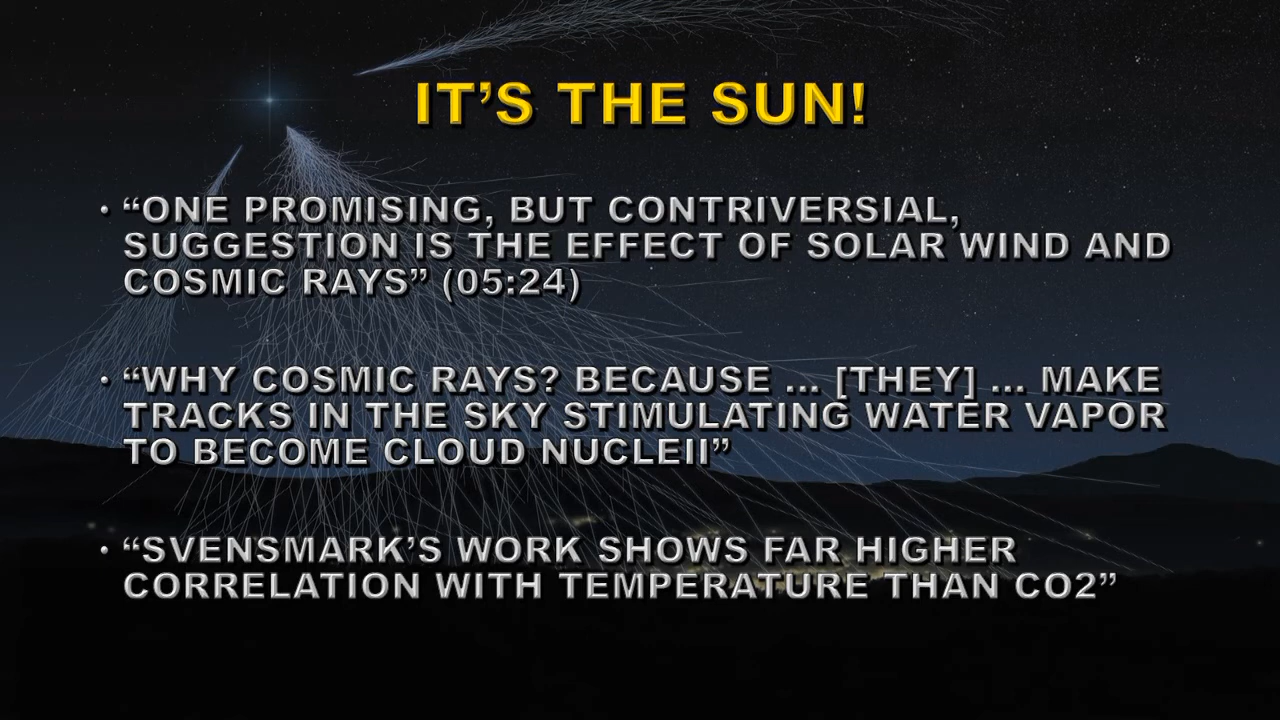 IT’S THE SUN!
• “ONE PROMISING, BUT CONTRIVERSIAL,
SUGGESTION IS THE EFFECT OF SOLAR WIND AND
COSMIC RAYS” (05:24)
• “WHY COSMIC RAYS? BECAUSE ... [THEY] ... MAKE
TRACKS IN THE SKY STIMULATING WATER VAPOR
TO BECOME CLOUD NUCLEII”
• “SVENSMARK’S WORK SHOWS FAR HIGHER
CORRELATION WITH TEMPERATURE THAN CO2”